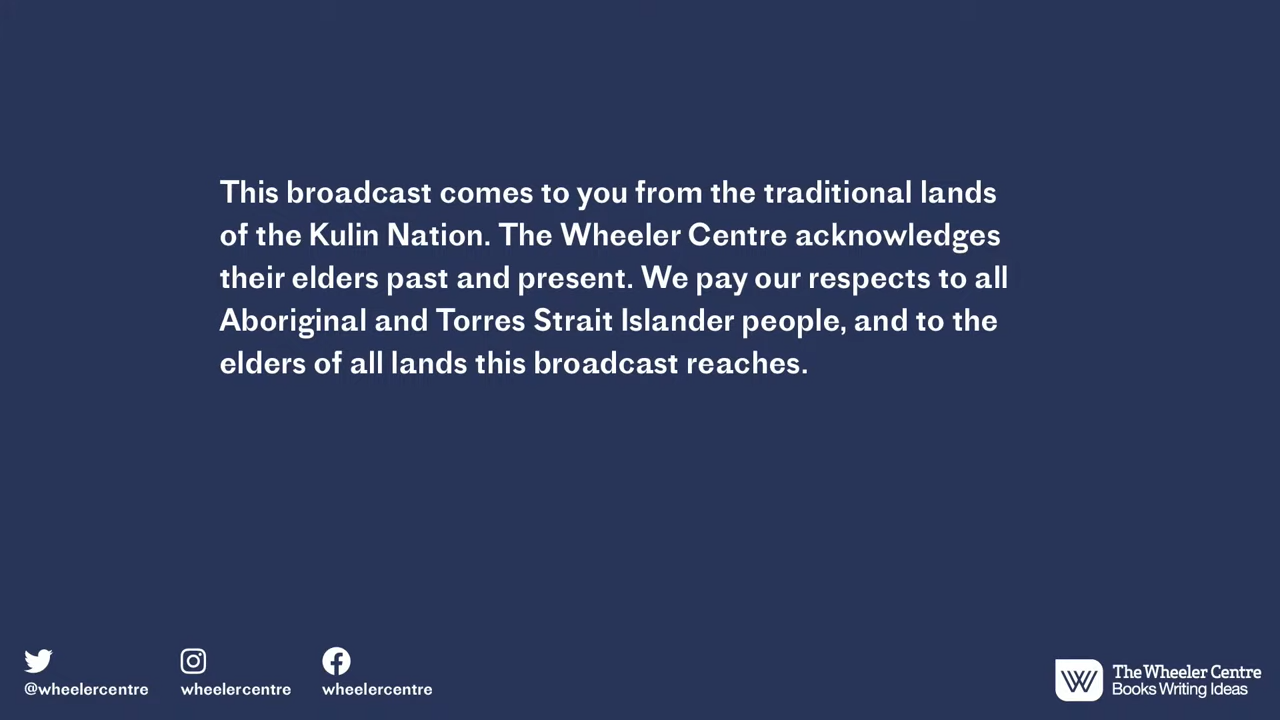 This broadcast comes to you from the traditional lands
of the Kulin Nation. The Wheeler Centre acknowledges
their elders past and present. We pay our respects to all
Aboriginal and Torres Strait Islander people, and to the
elders of all lands this broadcast reaches.
@wheelercentre
wheelercentre
wheelercentre
W
The Wheeler Centre
Books Writing Ideas